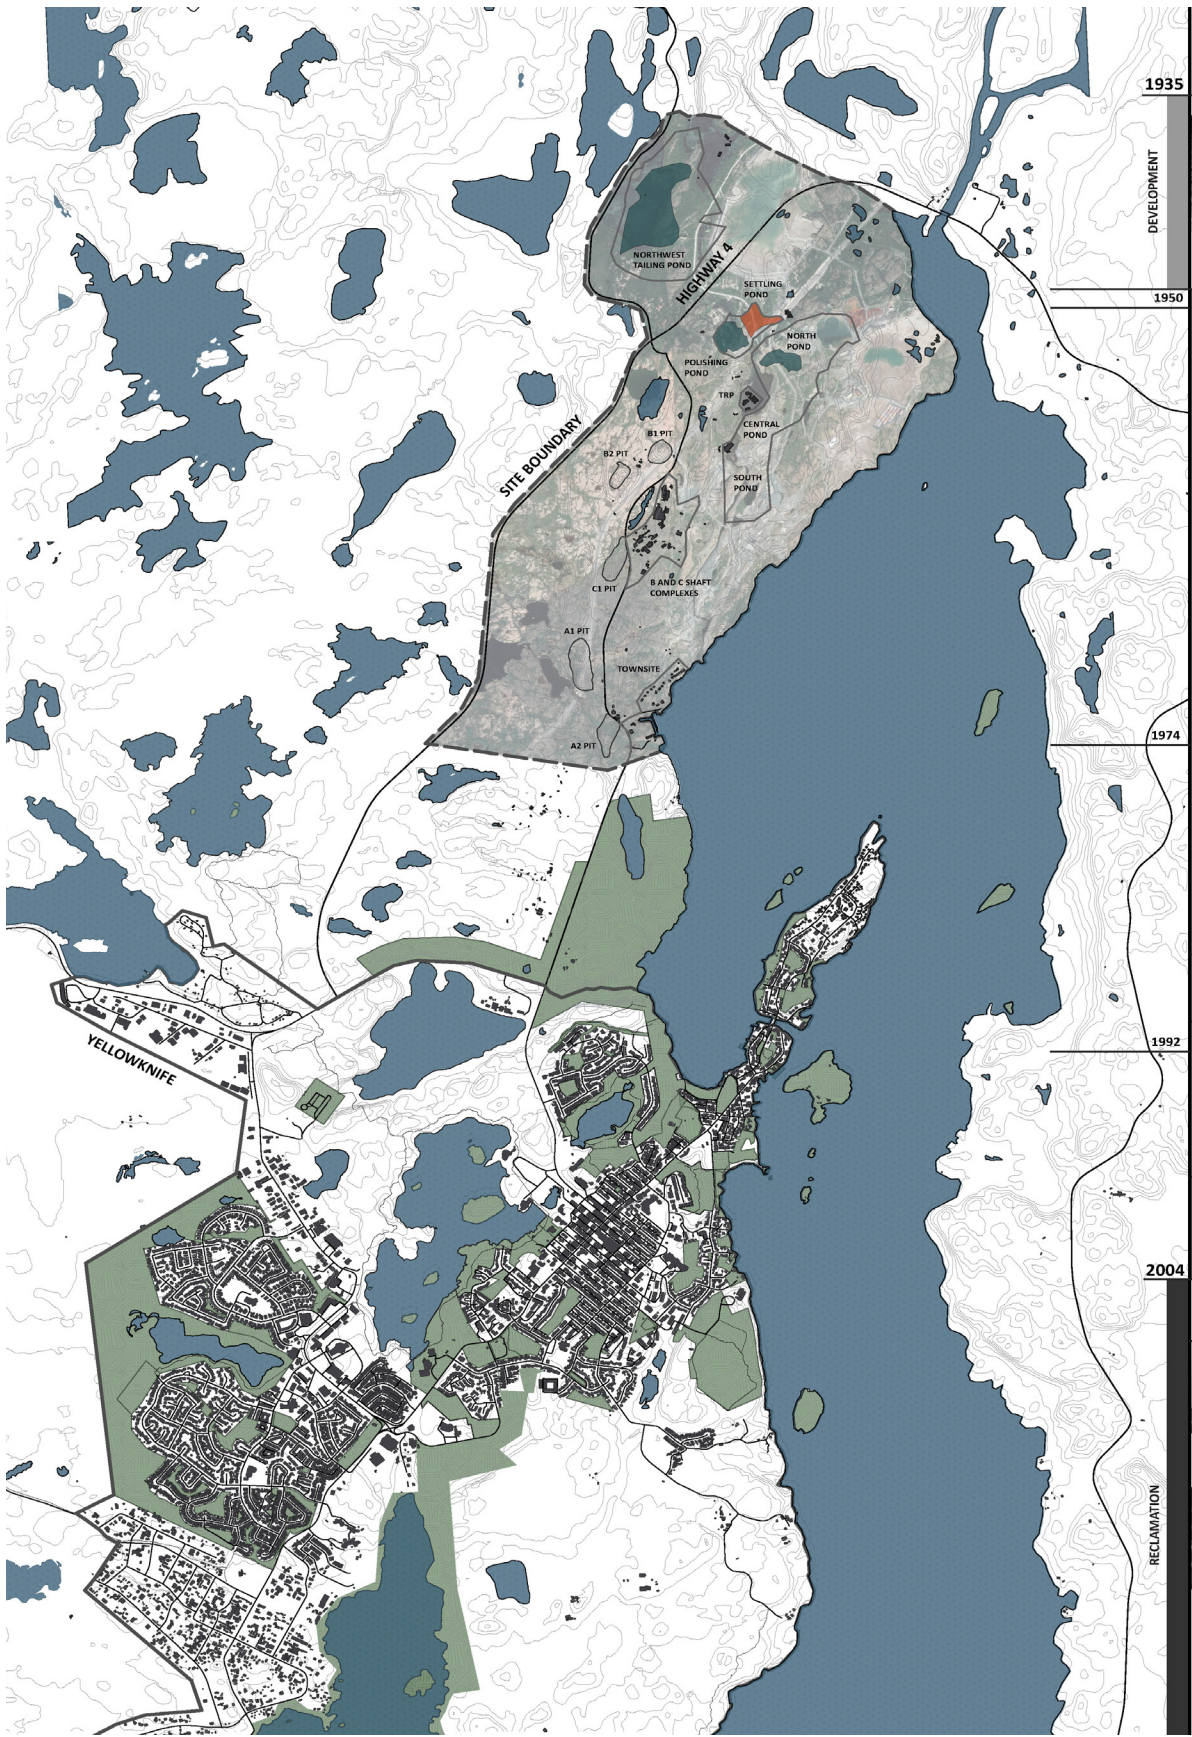 1935
DEVELOPMENT
NORTHWEST
TAILING POND
HIGHWAY 4
SETTLING
POND
1950
NORTH
POND
POLISHING
POND
TRP
CENTRAL
POND
B1 PIT
SITE BOUNDARY
B2 PIT
SOUTH
POND
C1 PIT
B AND C SHAFT
COMPLEXES
A1 PIT
TOWNSITE
A2 PIT
1974
YELLOWKNIFE
1992
2004
RECLAMATION